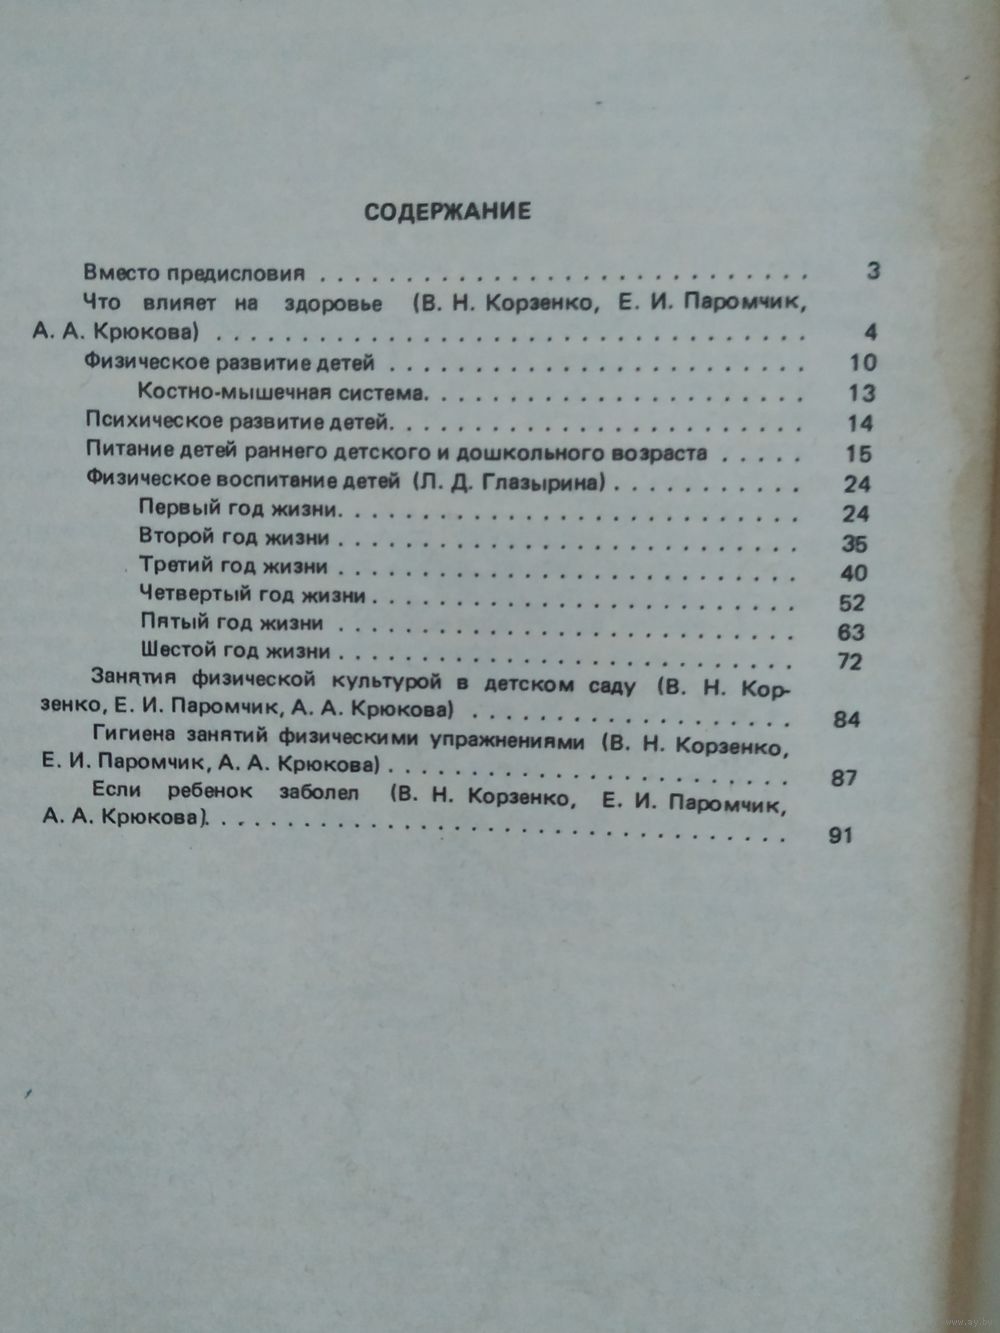 СОДЕРЖАНИЕ
Вместо предисловия . . . . . . . . . . . . . . . . . . . . . . . . . . . . . 3
Что влияет на здоровье (В. Н. Корзенко, Е. И. Паромчик,
А. А. Крюкова) . . . . . . . . . . . . . . . . . . . . . . . . . . . . . . . . . . . 4
Физическое развитие детей . . . . . . . . . . . . . . . . . . . . . . . . . 10
Костно-мышечная система. . . . . . . . . . . . . . . . . . . . . . . 13
Психическое развитие детей. . . . . . . . . . . . . . . . . . . . . . . . . 14
Питание детей раннего детского и дошкольного возраста . . . . . 15
Физическое воспитание детей (Л. Д. Глазырина) . . . . . . . . . . . 24
Первый год жизни. . . . . . . . . . . . . . . . . . . . . . . . . . . . 24
Второй год жизни . . . . . . . . . . . . . . . . . . . . . . . . . . . . 35
Третий год жизни . . . . . . . . . . . . . . . . . . . . . . . . . . . . 40
Четвертый год жизни . . . . . . . . . . . . . . . . . . . . . . . . . . 52
Пятый год жизни . . . . . . . . . . . . . . . . . . . . . . . . . . . . 63
Шестой год жизни . . . . . . . . . . . . . . . . . . . . . . . . . . . . 72
Занятия физической культурой в детском саду (В. Н. Кор-
зенко, Е. И. Паромчик, А. А. Крюкова) . . . . . . . . . . . . . . . . . . . 84
Гигиена занятий физическими упражнениями (В. Н. Корзенко,
Е. И. Паромчик, А. А. Крюкова) . . . . . . . . . . . . . . . . . . . . . . . . 87
Если ребенок заболел (В. Н. Корзенко, Е. И. Паромчик,
А. А. Крюкова). . . . . . . . . . . . . . . . . . . . . . . . . . . . . . . . . . 91
www.ay.by